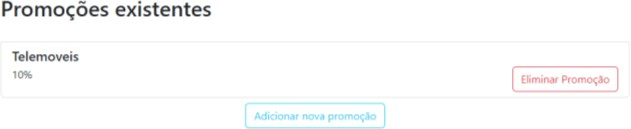 Promoções existentes
Telemoveis
10%
Eliminar Promoção
Adicionar nova promoção